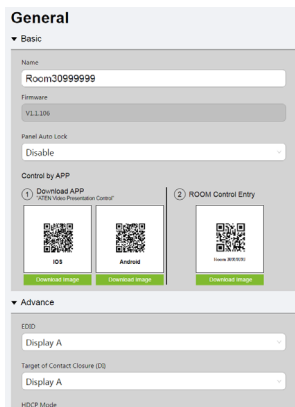 General
▼ Basic
Name
Room30999999
Firmware
V1.1.106
Panel Auto Lock
Disable
Control by APP
1 Download APP
"ATEN Video Presentation Control"
2 ROOM Control Entry
IOS
Android
Download image
Download image
Download image
▼ Advance
EDID
Display A
Target of Contact Closure (DI)
Display A
HDCP Mode